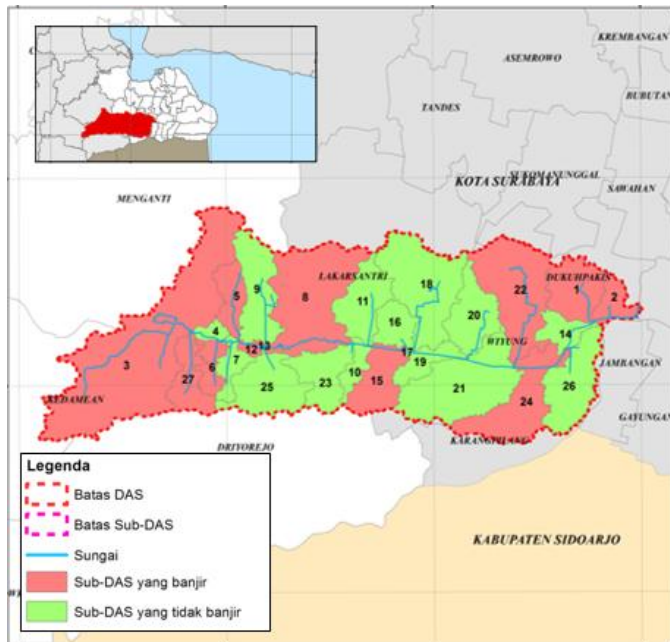 KREMBANGAN
ASEMROWO
BUBUTAN
TANDES
SUKOMANUNGGAL
KOTA SURABAYA
SAWAHAN
MENGANTI
LAKARSANTRI
DUKUHPAKIS
18
5
9
8
22
1
2
11
20
16
4
14
WIYUNG
12
13
17
3
7
10
19
JAMBANGAN
6
27
25
23
15
21
26
KEDAMEAN
24
GAYUNGAN
DRIYOREJO
KARANGPILANG
Legenda
Batas DAS
Batas Sub-DAS
Sungai
Sub-DAS yang banjir
Sub-DAS yang tidak banjir
KABUPATEN SIDOARJO